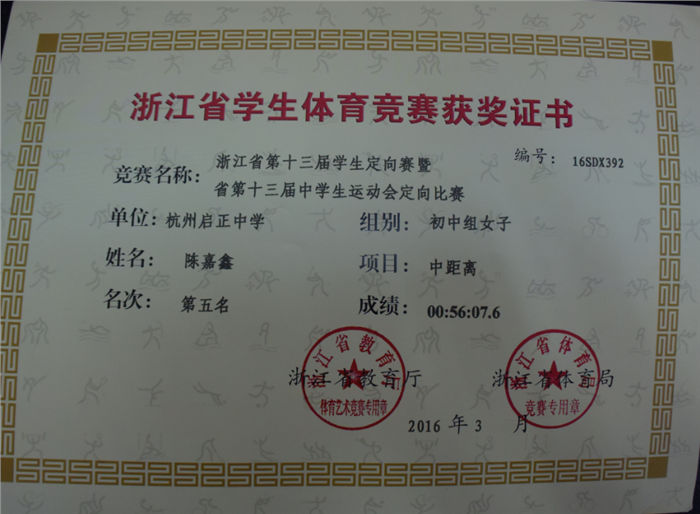 浙江省学生体育竞赛获奖证书
编号: 16SDX392
竞赛名称: 浙江省第十三届学生定向赛暨
省第十三届中学生运动会定向比赛
单位: 杭州启正中学 组别: 初中组女子
姓名: 陈嘉鑫 项目: 中距离
名次: 第五名 成绩: 00:56:07.6
浙江省教育厅 浙江省体育局
浙江省教育厅
体育艺术竞赛专用章
浙江省体育局
竞赛专用章
2016 年 3 月